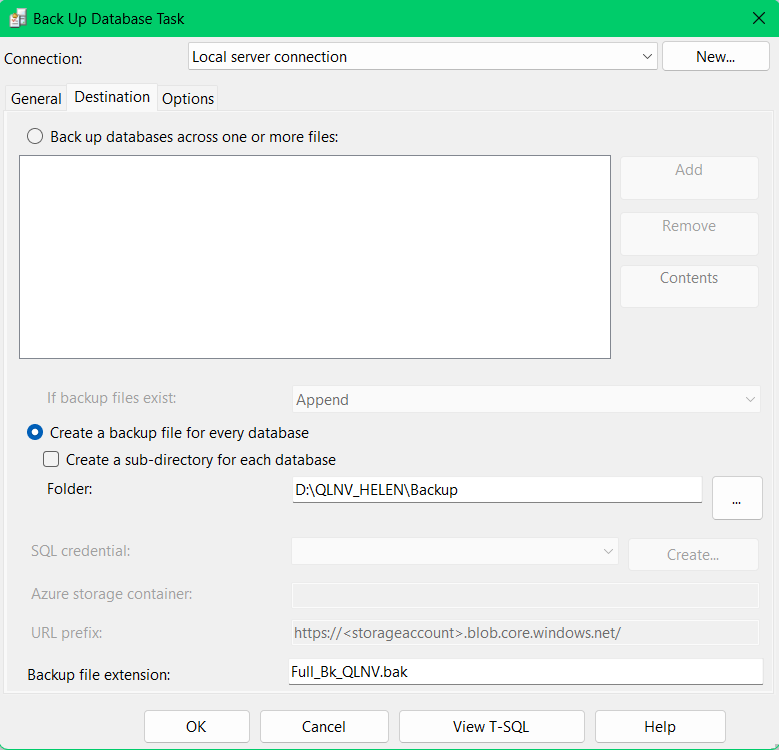 Back Up Database Task
Connection:
Local server connection
New...
General
Destination
Options
Back up databases across one or more files:
Add
Remove
Contents
If backup files exist:
Append
Create a backup file for every database
Create a sub-directory for each database
Folder:
D:\QLNV_HELEN\Backup
...
SQL credential:
Create...
Azure storage container:
URL prefix:
https://<storageaccount>.blob.core.windows.net/
Backup file extension:
Full_Bk_QLNV.bak
OK
Cancel
View T-SQL
Help